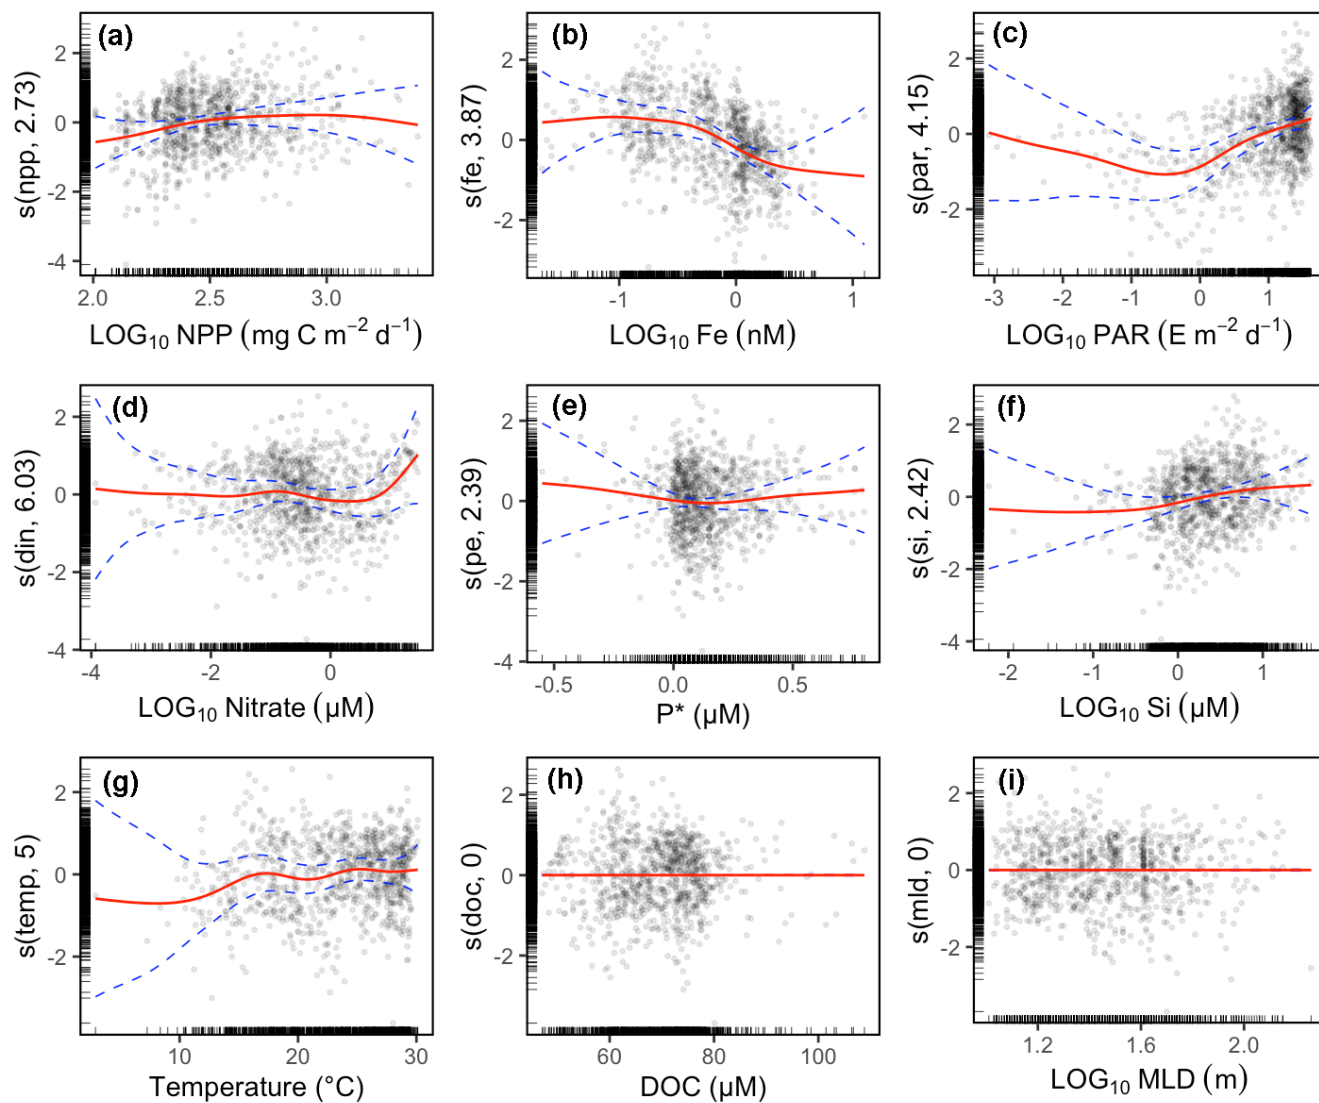 (a)
s(npp, 2.73)
2
0
-2
-4
2.0 2.5 3.0
LOG₁₀ NPP (mg C m⁻² d⁻¹)
(b)
s(fe, 3.87)
2
0
-2
-1 0 1
LOG₁₀ Fe (nM)
(c)
s(par, 4.15)
2
0
-2
-3 -2 -1 0 1
LOG₁₀ PAR (E m⁻² d⁻¹)
(d)
s(din, 6.03)
2
0
-2
-4
-4 -2 0
LOG₁₀ Nitrate (µM)
(e)
s(pe, 2.39)
2
0
-2
-4
-0.5 0.0 0.5
P* (µM)
(f)
s(si, 2.42)
2
0
-2
-4
-2 -1 0 1
LOG₁₀ Si (µM)
(g)
s(temp, 5)
2
0
-2
10 20 30
Temperature (°C)
(h)
s(doc, 0)
2
0
-2
60 80 100
DOC (µM)
(i)
s(mld, 0)
2
0
-2
1.2 1.6 2.0
LOG₁₀ MLD (m)